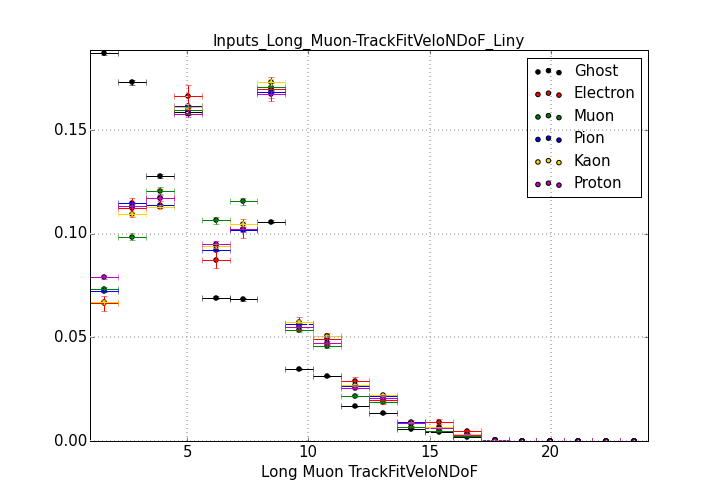 Inputs_Long_Muon-TrackFitVeloNDoF_Liny
Ghost
Electron
Muon
Pion
Kaon
Proton
0.15
0.10
0.05
0.00
5 10 15 20
Long Muon TrackFitVeloNDoF